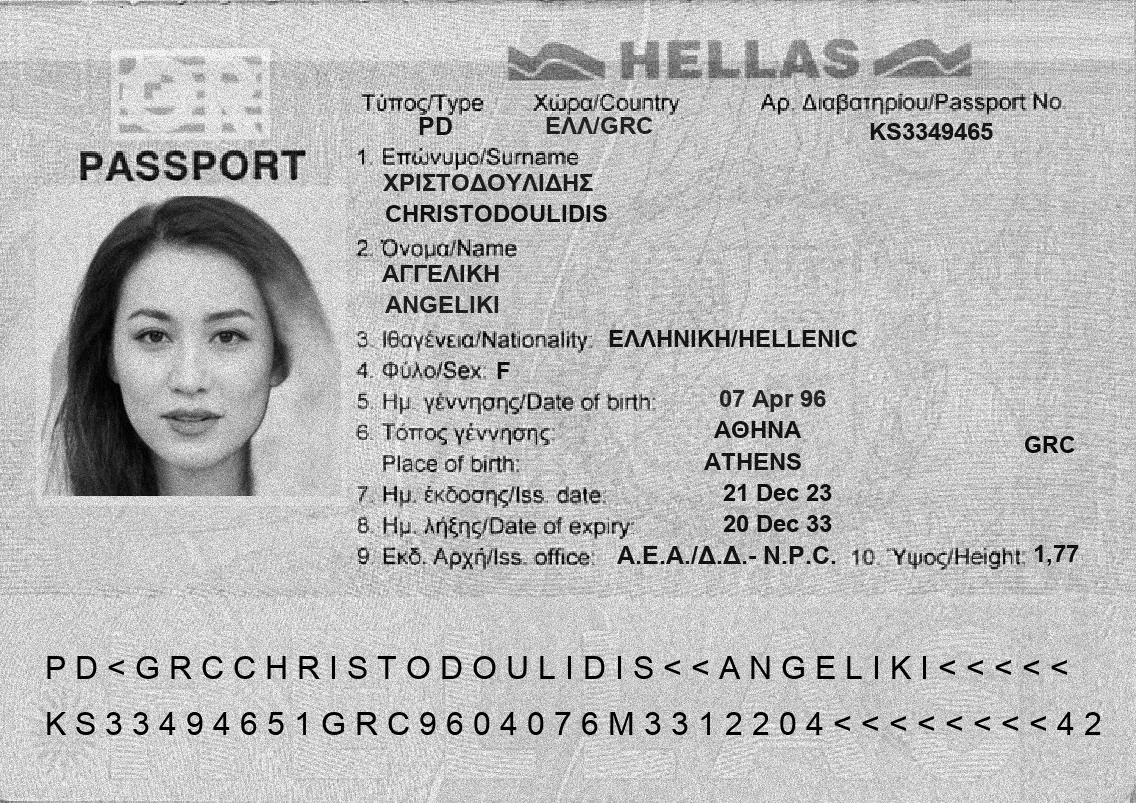 GR
HELLAS
PASSPORT
Τύπος/Type Χώρα/Country Αρ. Διαβατηρίου/Passport No.
PD ΕΛΛ/GRC KS3349465
1. Επώνυμο/Surname
ΧΡΙΣΤΟΔΟΥΛΙΔΗΣ
CHRISTODOULIDIS
2. Όνομα/Name
ΑΓΓΕΛΙΚΗ
ANGELIKI
3. Ιθαγένεια/Nationality: ΕΛΛΗΝΙΚΗ/HELLENIC
4. Φύλο/Sex: F
5. Ημ. γέννησης/Date of birth: 07 Apr 96
6. Τόπος γέννησης: ΑΘΗΝΑ
GRC
Place of birth: ATHENS
7. Ημ. έκδοσης/Iss. date: 21 Dec 23
8. Ημ. λήξης/Date of expiry: 20 Dec 33
9 Εκδ. Αρχή/Iss. office: Α.Ε.Α./Δ.Δ.- N.P.C. 10. Ύψος/Height: 1,77
PD<GRCCHRISTODOULIDIS<<ANGELIKI<<<<<
KS33494651GRC9604076M3312204<<<<<<<<42